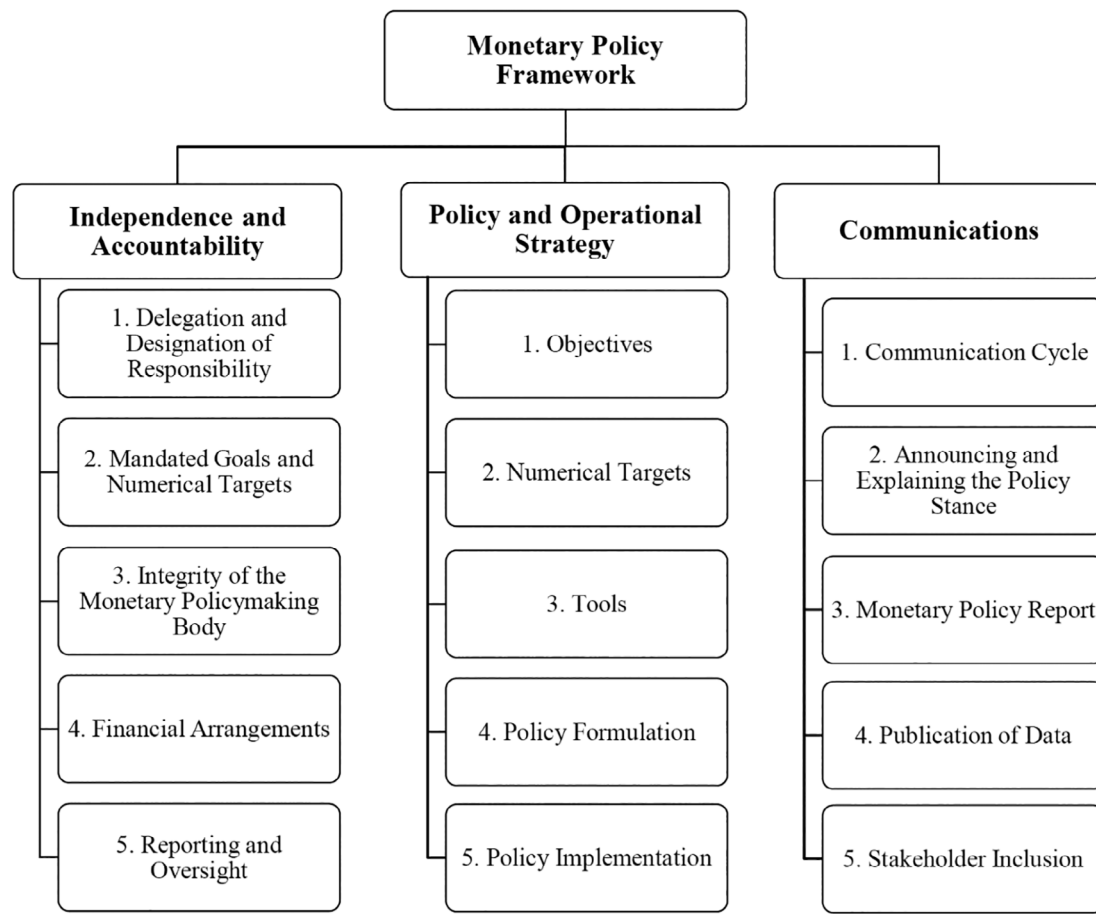 Monetary Policy
Framework
Independence and
Accountability
1. Delegation and
Designation of
Responsibility
2. Mandated Goals and
Numerical Targets
3. Integrity of the
Monetary Policymaking
Body
4. Financial Arrangements
5. Reporting and
Oversight
Policy and Operational
Strategy
1. Objectives
2. Numerical Targets
3. Tools
4. Policy Formulation
5. Policy Implementation
Communications
1. Communication Cycle
2. Announcing and
Explaining the Policy
Stance
3. Monetary Policy Report
4. Publication of Data
5. Stakeholder Inclusion